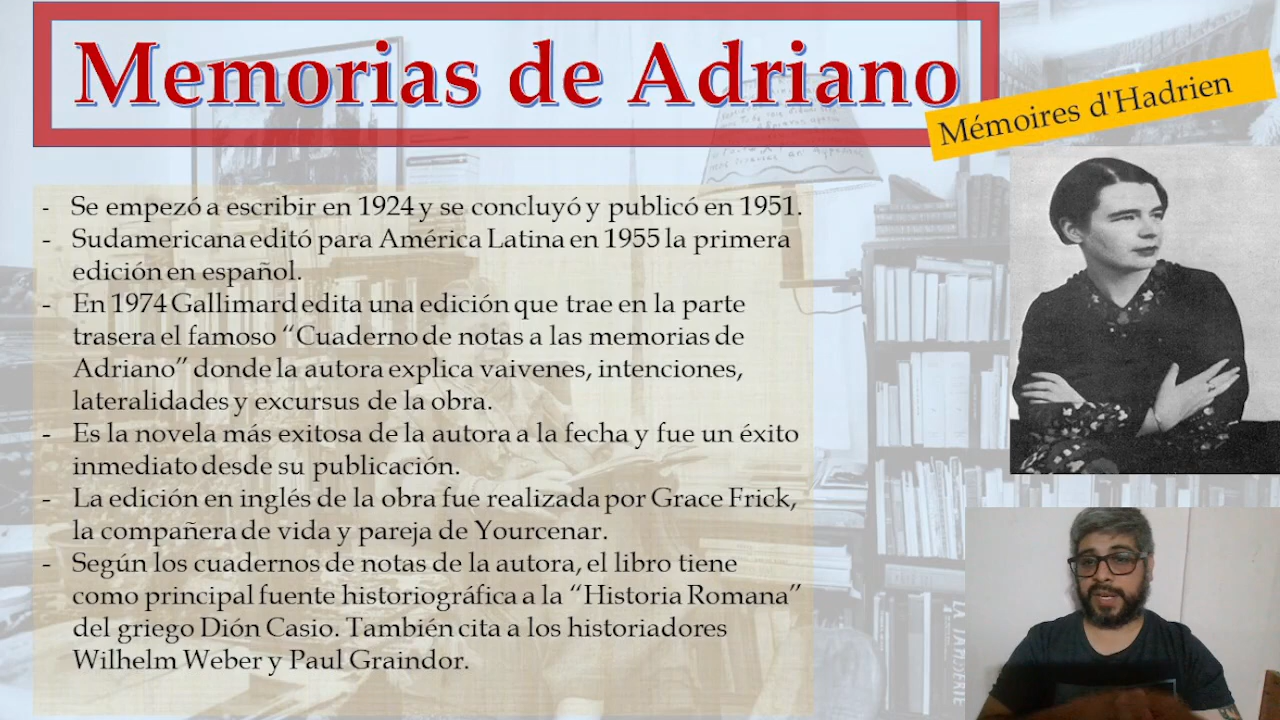 Memorias de Adriano
Mémoires d'Hadrien
- Se empezó a escribir en 1924 y se concluyó y publicó en 1951.
- Sudamericana editó para América Latina en 1955 la primera
edición en español.
- En 1974 Gallimard edita una edición que trae en la parte
trasera el famoso “Cuaderno de notas a las memorias de
Adriano” donde la autora explica vaivenes, intenciones,
lateralidades y excursus de la obra.
- Es la novela más exitosa de la autora a la fecha y fue un éxito
inmediato desde su publicación.
- La edición en inglés de la obra fue realizada por Grace Frick,
la compañera de vida y pareja de Yourcenar.
- Según los cuadernos de notas de la autora, el libro tiene
como principal fuente historiográfica a la “Historia Romana”
del griego Dión Casio. También cita a los historiadores
Wilhelm Weber y Paul Graindor.